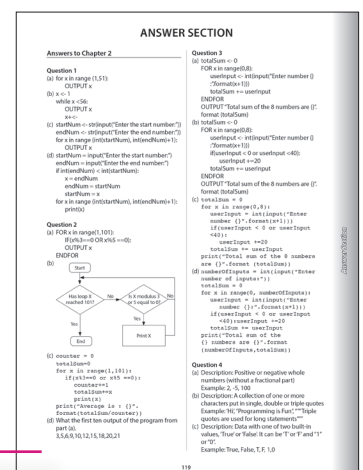 ANSWER SECTION
Answers to Chapter 2
Question 1
(a) for x in range (1,51):
OUTPUT x
(b) x <- 1
while x <56:
OUTPUT x
x+<-
(c) startNum <- str(input("Enter the start number:"))
endNum <- str(input("Enter the end number:"))
for x in range (int(startNum), int(endNum)+1):
OUTPUT x
(d) startNum = input("Enter the start number:")
endNum = input("Enter the end number:")
if int(endNum) < int(startNum):
x = endNum
endNum = startNum
startNum = x
for x in range(int(startNum), int(endNum)+1):
print(x)
Question 2
(a) FOR x in range(1,101):
IF(x%3==0 OR x%5 ==0):
OUTPUT x
ENDFOR
(b)
Start
Has loop X
reached 101?
No
Is X modulus 3
or 5 equal to 0?
No
Yes
Yes
Print X
End
(c) counter = 0
totalSum=0
for x in range(1,101):
if(x%3==0 or x%5 ==0):
counter+=1
totalSum+=x
print(x)
print("Average is : {}".
format(totalSum/counter))
(d) What the first ten output of the program from
part (a).
3,5,6,9,10,12,15,18,20,21
Question 3
(a) totalSum <- 0
FOR x in range(0,8):
userInput <- int(input("Enter number {}
:".format(x+1)))
totalSum += userInput
ENDFOR
OUTPUT "Total sum of the 8 numbers are {}".
format (totalSum)
(b) totalSum <- 0
FOR x in range(0,8):
userInput <- int(input("Enter number {}
:".format(x+1)))
if(userInput < 0 or userInput <40):
userInput +=20
totalSum += userInput
ENDFOR
OUTPUT "Total sum of the 8 numbers are {}".
format (totalSum)
(c) totalSum = 0
for x in range(0,8):
userInput = int(input("Enter
number {}".format(x+1)))
if(userInput < 0 or userInput
<40):
userInput +=20
totalSum += userInput
print("Total sum of the 8 numbers
are {}".format (totalSum))
(d) numberOfInputs = int(input("Enter
number of inputs:"))
totalSum = 0
for x in range(0, numberOfInputs):
userInput = int(input("Enter
number {}:".format(x+1)))
if(userInput < 0 or userInput
<40):userInput +=20
totalSum += userInput
print("Total sum of the
{} numbers are {}".format
(numberOfInputs,totalSum))
Question 4
(a) Description: Positive or negative whole
numbers (without a fractional part)
Example: 2, -5, 100
(b) Description: A collection of one or more
characters put in single, double or triple quotes
Example: 'Hi', "Programming is Fun", """Triple
quotes are used for long statements"""
(c) Description: Data with one of two built-in
values, 'True' or 'False'. It can be 'T' or 'F' and "1"
or "0".
Example: True, False, T, F, 1,0
Answer Section
119